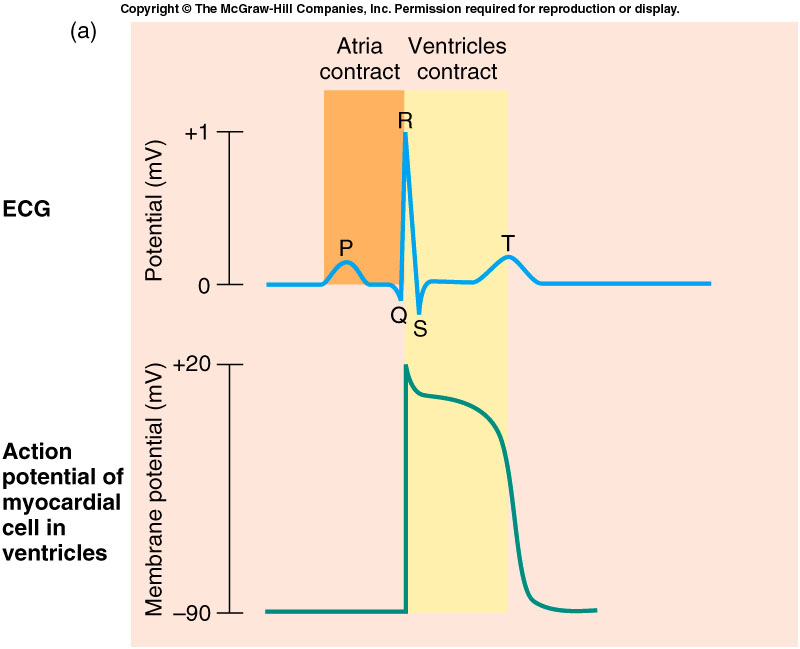 Copyright © The McGraw-Hill Companies, Inc. Permission required for reproduction or display.
(a)
Atria
contract
Ventricles
contract
R
+1
Potential (mV)
ECG
P
T
0
Q
S
+20
Membrane potential (mV)
Action
potential of
myocardial
cell in
ventricles
–90